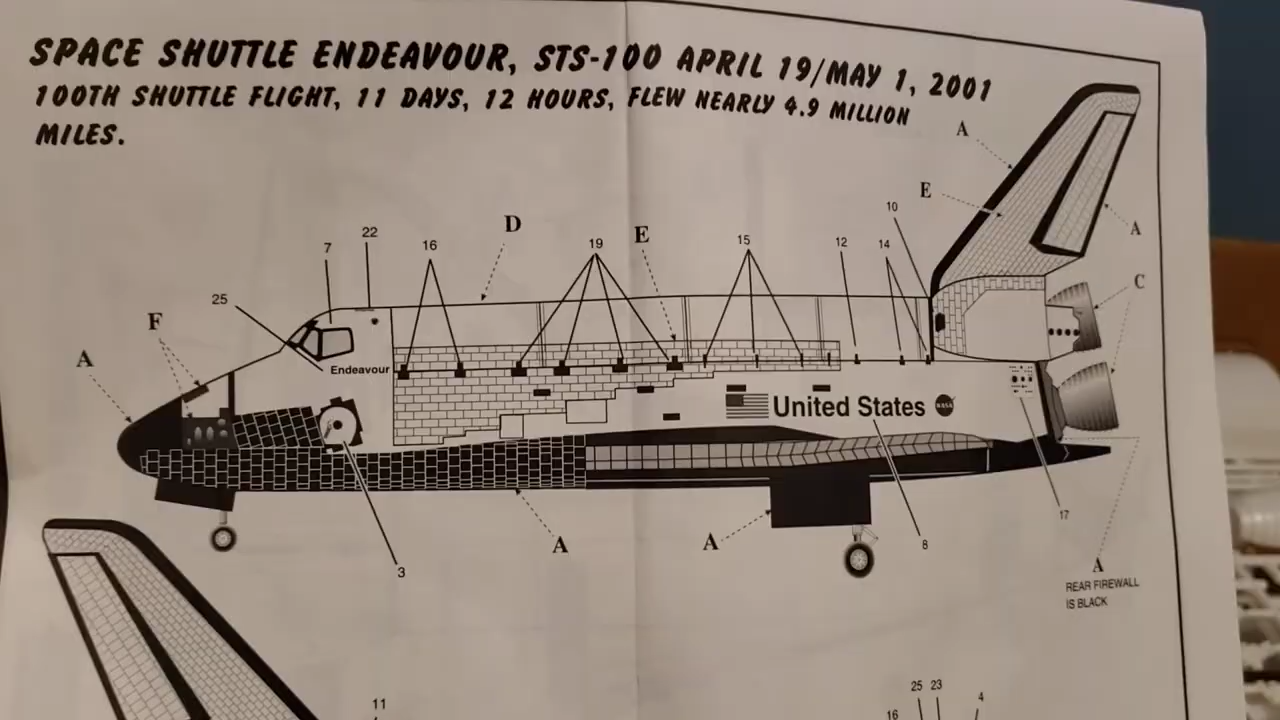 SPACE SHUTTLE ENDEAVOUR, STS-100 APRIL 19/MAY 1, 2001
100TH SHUTTLE FLIGHT, 11 DAYS, 12 HOURS, FLEW NEARLY 4.9 MILLION
MILES.
A
E
10
A
D
22
7
16
19
E
15
12
14
C
25
F
A
Endeavour
United States
NASA
17
A
A
8
3
A
REAR FIREWALL
IS BLACK
11
25 23
4
16